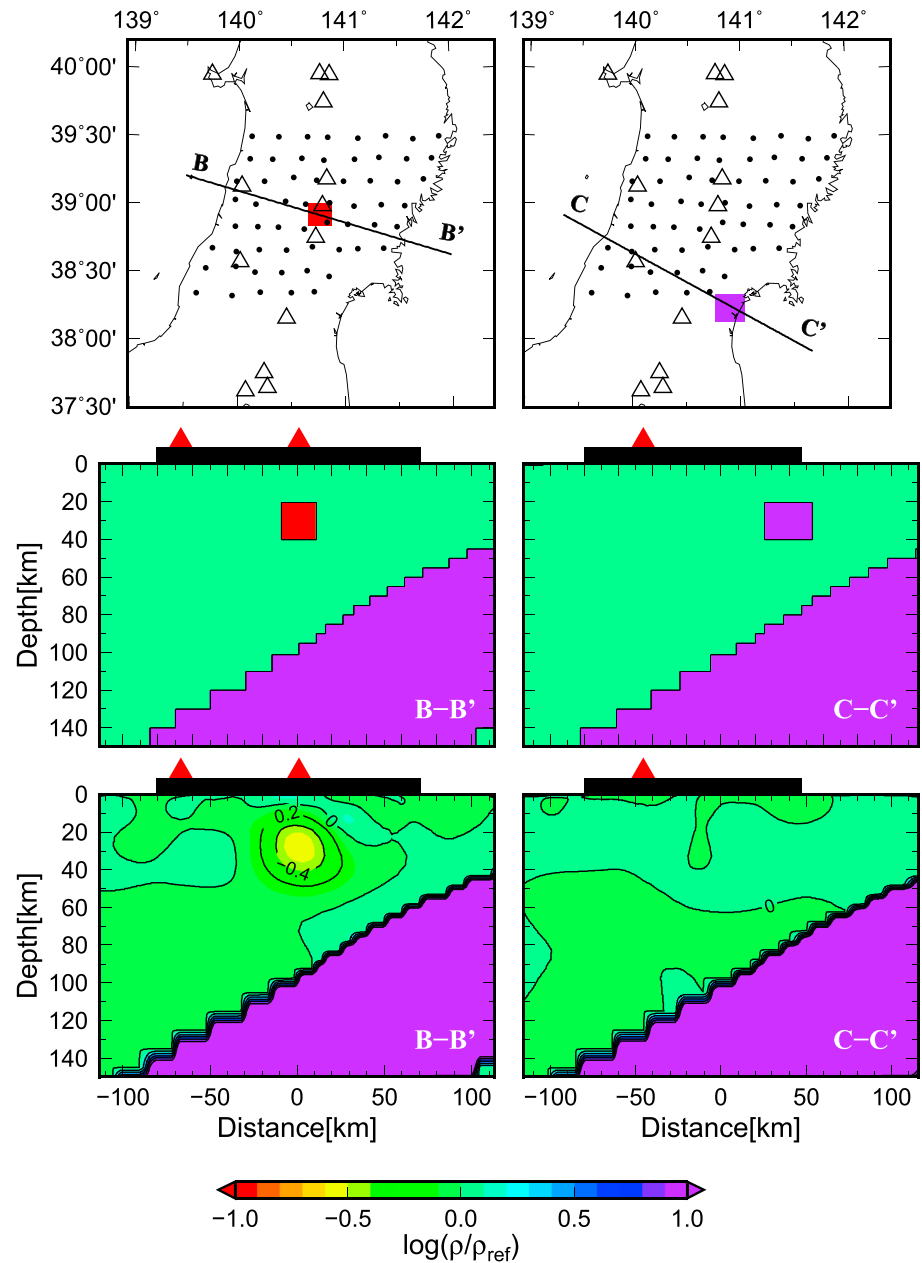 139˚ 140˚ 141˚ 142˚ 139˚ 140˚ 141˚ 142˚
40˚00'
39˚30'
39˚00'
38˚30'
38˚00'
37˚30'
B
B’
C
C’
0
20
40
60
80
100
120
140
Depth[km]
B−B’
C−C’
0
20
40
60
80
100
120
140
Depth[km]
0.2
0
−0.4
B−B’
0
C−C’
−100 −50 0 50 100
Distance[km]
−100 −50 0 50 100
Distance[km]
−1.0 −0.5 0.0 0.5 1.0
log(ρ/ρref)